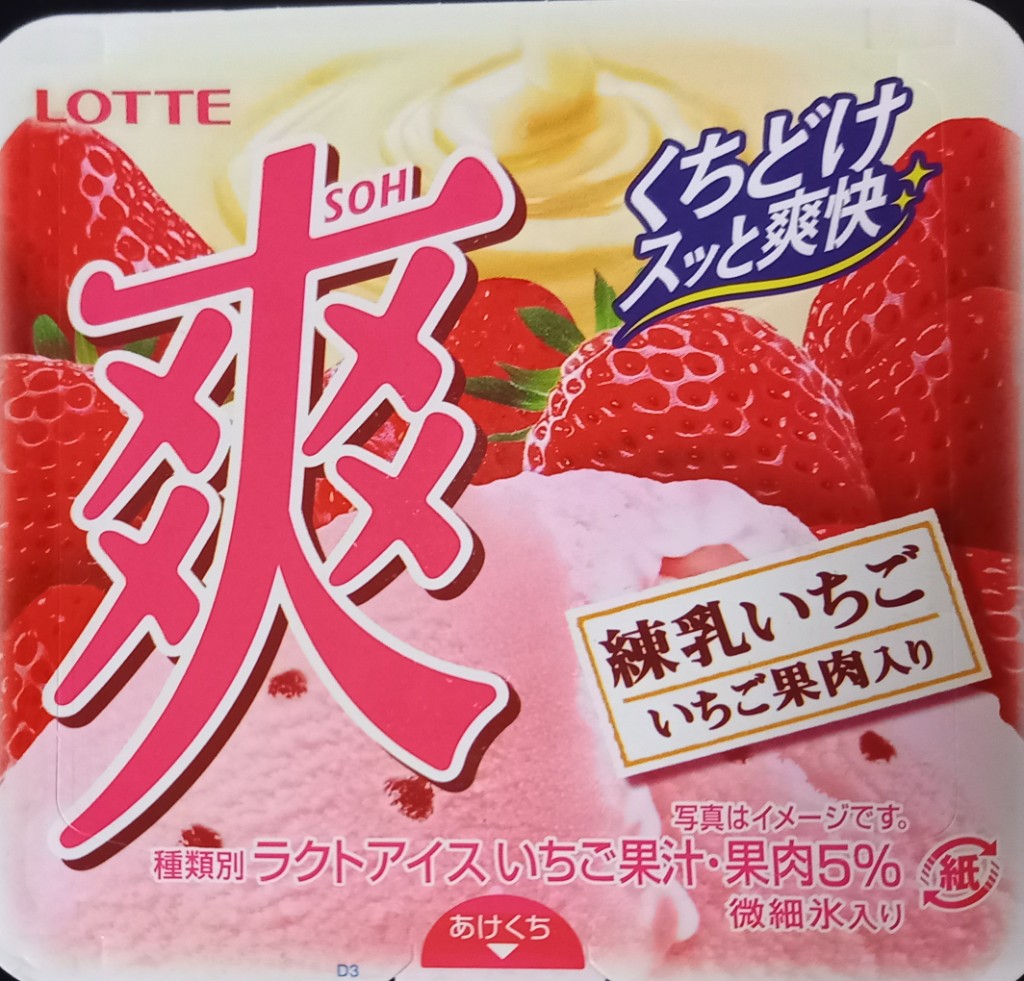 LOTTE
爽
SOH
くちどけ
スッと爽快
練乳いちご
いちご果肉入り
写真はイメージです。
種類別 ラクトアイス いちご果汁・果肉5%
紙
微細氷入り
あけくち
D3